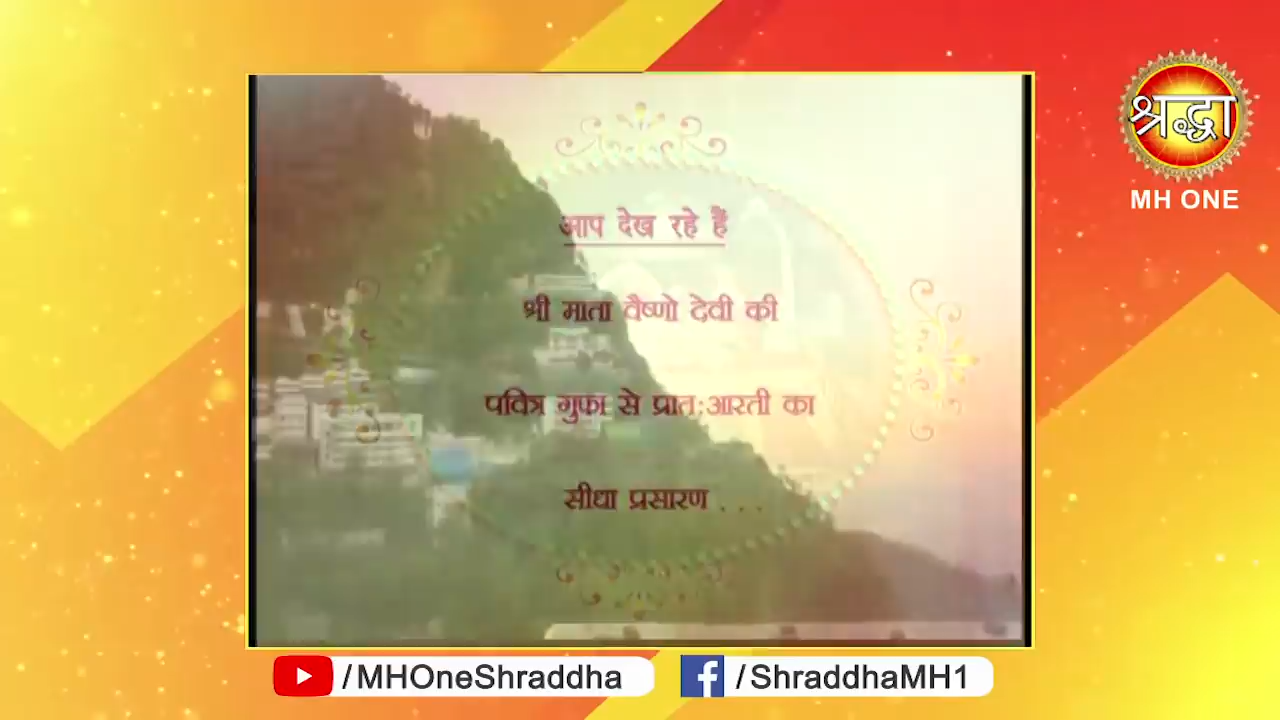 श्रद्धा
MH ONE
आप देख रहे हैं
श्री माता वैष्णो देवी की
पवित्र गुफा से प्रात:आरती का
सीधा प्रसारण . . .
/MHOneShraddha
/ShraddhaMH1